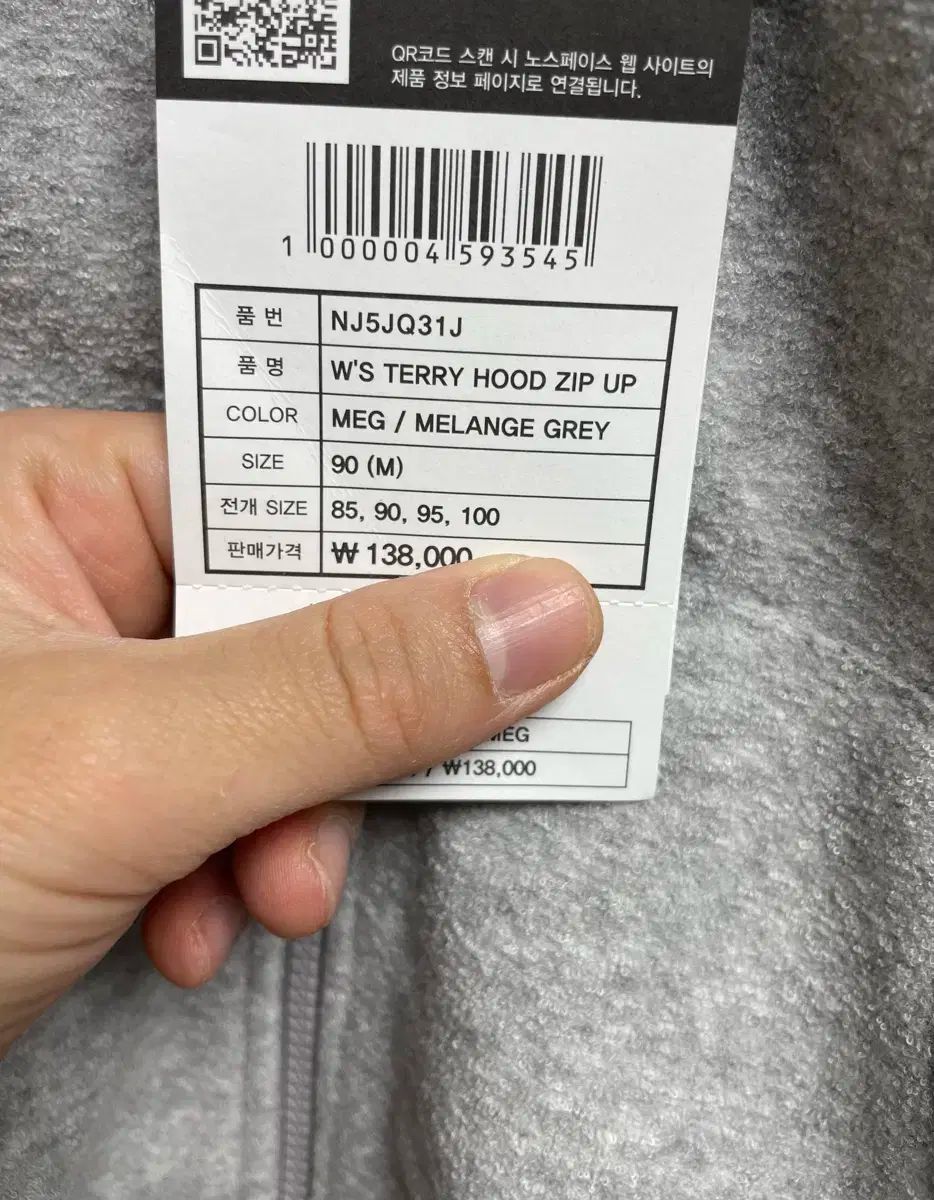 QR코드 스캔 시 노스페이스 웹 사이트의
제품 정보 페이지로 연결됩니다.
1 000004 593545
품 번 NJ5JQ31J
품 명 W'S TERRY HOOD ZIP UP
COLOR MEG / MELANGE GREY
SIZE 90 (M)
전개 SIZE 85, 90, 95, 100
판매가격 ₩ 138,000
MEG
/ ₩138,000